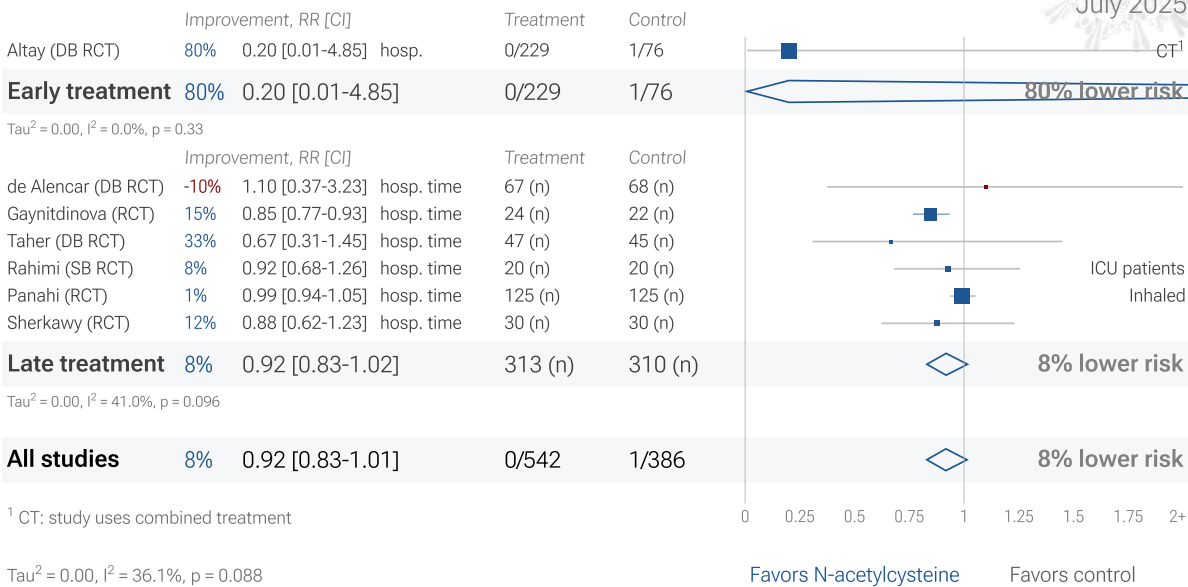 July 2025
Improvement, RR [CI] Treatment Control
Altay (DB RCT) 80% 0.20 [0.01-4.85] hosp. 0/229 1/76 CT1
Early treatment 80% 0.20 [0.01-4.85] 0/229 1/76 80% lower risk
Tau2 = 0.00, I2 = 0.0%, p = 0.33
Improvement, RR [CI] Treatment Control
de Alencar (DB RCT) -10% 1.10 [0.37-3.23] hosp. time 67 (n) 68 (n)
Gaynitdinova (RCT) 15% 0.85 [0.77-0.93] hosp. time 24 (n) 22 (n)
Taher (DB RCT) 33% 0.67 [0.31-1.45] hosp. time 47 (n) 45 (n)
Rahimi (SB RCT) 8% 0.92 [0.68-1.26] hosp. time 20 (n) 20 (n) ICU patients
Panahi (RCT) 1% 0.99 [0.94-1.05] hosp. time 125 (n) 125 (n) Inhaled
Sherkawy (RCT) 12% 0.88 [0.62-1.23] hosp. time 30 (n) 30 (n)
Late treatment 8% 0.92 [0.83-1.02] 313 (n) 310 (n) 8% lower risk
Tau2 = 0.00, I2 = 41.0%, p = 0.096
All studies 8% 0.92 [0.83-1.01] 0/542 1/386 8% lower risk
1 CT: study uses combined treatment
0 0.25 0.5 0.75 1 1.25 1.5 1.75 2+
Tau2 = 0.00, I2 = 36.1%, p = 0.088 Favors N-acetylcysteine Favors control